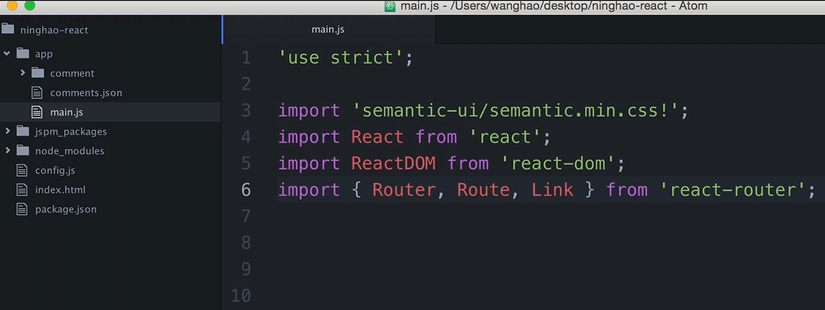 main.js - /Users/wanghao/desktop/ninghao-react - Atom
ninghao-react
app
comment
comments.json
main.js
jspm_packages
node_modules
config.js
index.html
package.json
main.js
1 'use strict';
2
3 import 'semantic-ui/semantic.min.css!';
4 import React from 'react';
5 import ReactDOM from 'react-dom';
6 import { Router, Route, Link } from 'react-router';
7
8
9
10